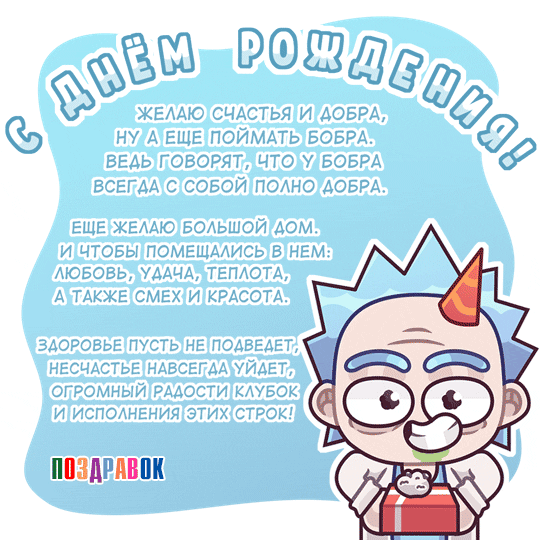 С ДНЁМ РОЖДЕНИЯ!
ЖЕЛАЮ СЧАСТЬЯ И ДОБРА,
НУ А ЕЩЕ ПОЙМАТЬ БОБРА.
ВЕДЬ ГОВОРЯТ, ЧТО У БОБРА
ВСЕГДА С СОБОЙ ПОЛНО ДОБРА.
ЕЩЕ ЖЕЛАЮ БОЛЬШОЙ ДОМ.
И ЧТОБЫ ПОМЕЩАЛИСЬ В НЕМ:
ЛЮБОВЬ, УДАЧА, ТЕПЛОТА,
А ТАКЖЕ СМЕХ И КРАСОТА.
ЗДОРОВЬЕ ПУСТЬ НЕ ПОДВЕДЕТ,
НЕСЧАСТЬЕ НАВСЕГДА УЙДЕТ,
ОГРОМНЫЙ РАДОСТИ КЛУБОК
И ИСПОЛНЕНИЯ ЭТИХ СТРОК!
ПОЗДРАВОК